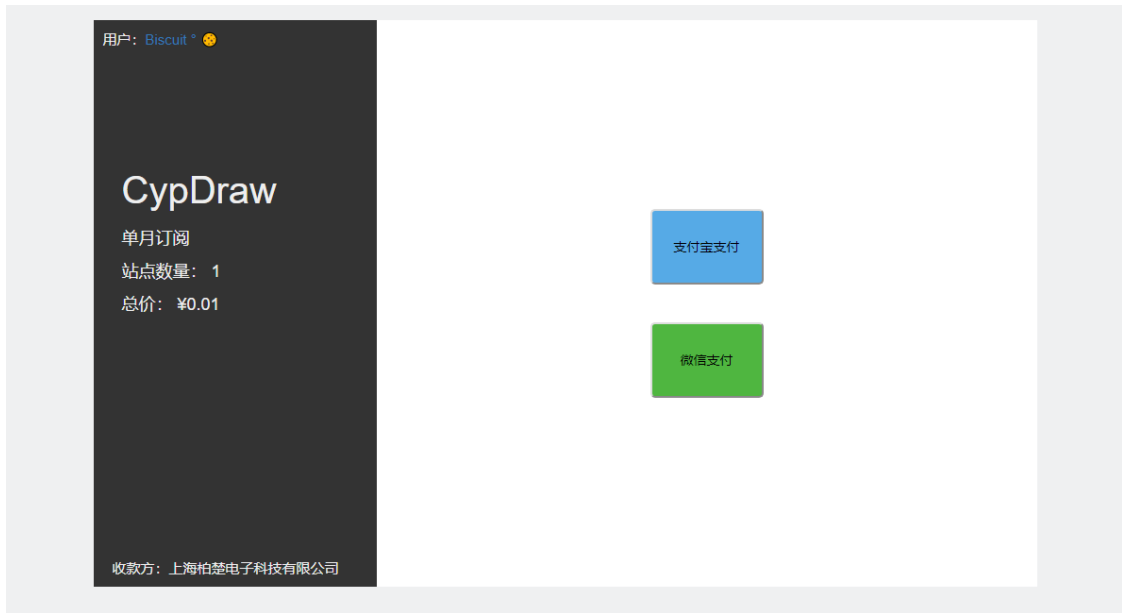 用户：Biscuit °
CypDraw
单月订阅
站点数量： 1
总价： ¥0.01
收款方：上海柏楚电子科技有限公司
支付宝支付
微信支付